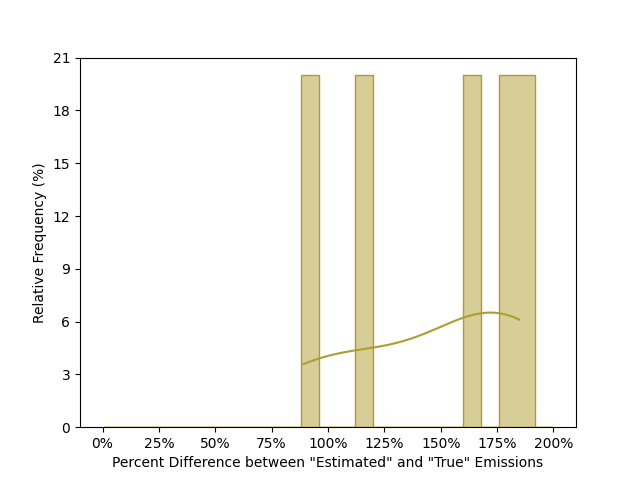 21
18
15
12
9
6
3
0
Relative Frequency (%)
0% 25% 50% 75% 100% 125% 150% 175% 200%
Percent Difference between "Estimated" and "True" Emissions